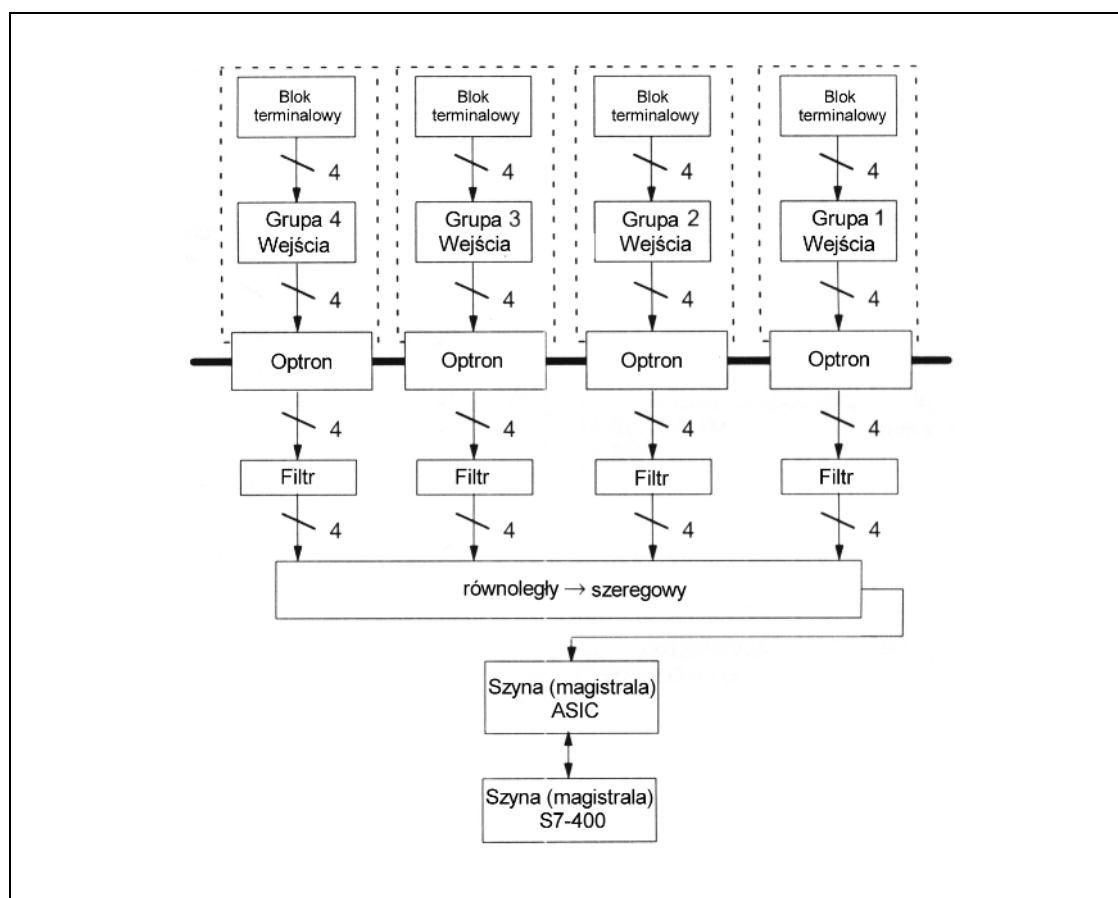 Blok
terminalowy
Blok
terminalowy
Blok
terminalowy
Blok
terminalowy
4
4
4
4
Grupa 4
Wejścia
Grupa 3
Wejścia
Grupa 2
Wejścia
Grupa 1
Wejścia
4
4
4
4
Optron
Optron
Optron
Optron
4
4
4
4
Filtr
Filtr
Filtr
Filtr
4
4
4
4
równoległy → szeregowy
Szyna (magistrala)
ASIC
Szyna (magistrala)
S7-400